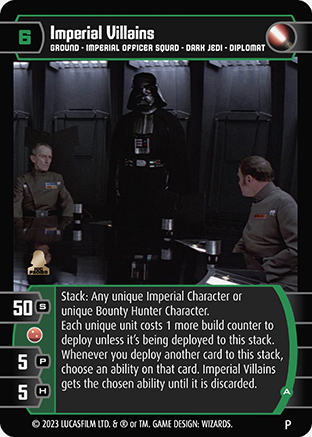 6
Imperial Villains
GROUND - IMPERIAL OFFICER SQUAD - DARK JEDI - DIPLOMAT
50 S
5 P
5 H
Stack: Any unique Imperial Character or
unique Bounty Hunter Character.
Each unique unit costs 1 more build counter to
deploy unless it's being deployed to this stack.
Whenever you deploy another card to this stack,
choose an ability on that card. Imperial Villains
gets the chosen ability until it is discarded.
A
© 2023 LUCASFILM LTD. & ® or TM. GAME DESIGN: WIZARDS.
P